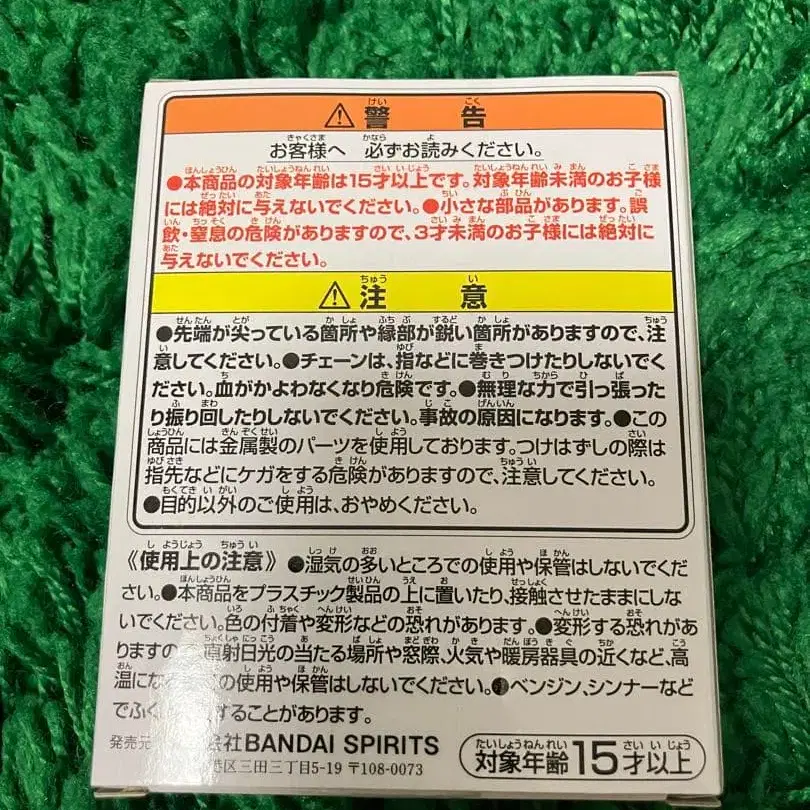 ⚠警告
お客様へ 必ずお読みください。
●本商品の対象年齢は15才以上です。対象年齢未満のお子様
には絶対に与えないでください。●小さな部品があります。誤
飲・窒息の危険がありますので、3才未満のお子様には絶対に
与えないでください。
⚠注意
●先端が尖っている箇所や縁部が鋭い箇所がありますので、注
意してください。●チェーンは、指などに巻きつけたりしないでく
ださい。血がかよわなくなり危険です。●無理な力で引っ張った
り振り回したりしないでください。事故の原因になります。●この
商品には金属製のパーツを使用しております。つけはずしの際は
指先などにケガをする危険がありますので、注意してください。
●目的以外のご使用は、おやめください。
《使用上の注意》●湿気の多いところでの使用や保管はしないでくだ
さい。●本商品をプラスチック製品の上に置いたり、接触させたままにし
ないでください。色の付着や変形などの恐れがあります。●変形する恐れがあ
りますので 直射日光の当たる場所や窓際、火気や暖房器具の近くなど、高
温にな の使用や保管はしないでください。●ベンジン、シンナーなど
でふく することがあります。
発売元 会社BANDAI SPIRITS
港区三田三丁目5-19 〒108-0073
対象年齢15才以上